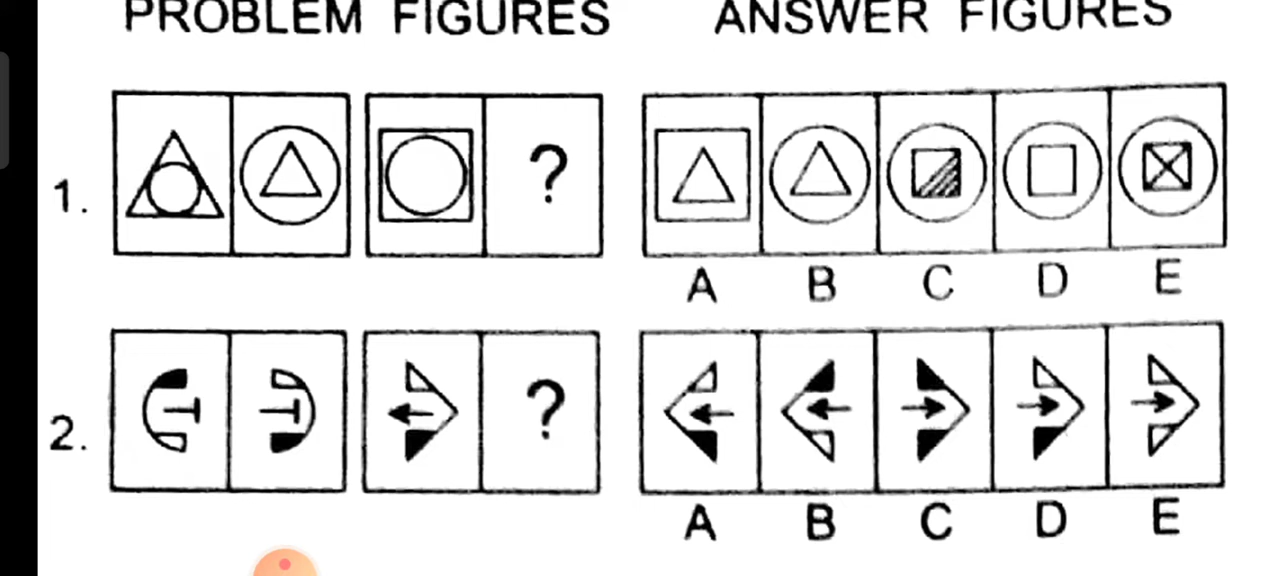 PROBLEM FIGURES ANSWER FIGURES
1. ?
A B C D E
2. ?
A B C D E